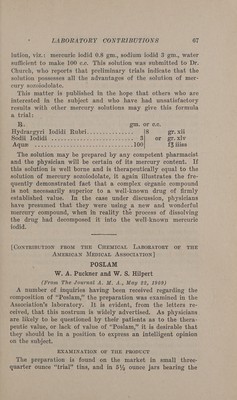 LABORATORY CONTRIBUTIONS 67
lution, viz.: mercuric iodid 0.8 gm., sodium iodid 3 gm., water
sufficient to make 100 c.c. This solution was submitted to Dr.
Church, who reports that preliminary trials indicate that the
solution possesses all the advantages of the solution of mer-
cury sozoiodolate.
This matter is published in the hope that others who are
interested in the subject and who have had unsatisfactory
results with other mercury solutions may give this formula
a trial:
℞. gm. or c.c.
Hydrargyri Iodidi Rubri............... |8 gr. xii
Sodii Iodidi ........................ 3| or gr. xlv
Aquæ ..............................100| f℥ iiiss
The solution may be prepared by any competent pharmacist
and the physician will be certain of its mercury content. If
this solution is well borne and is therapeutically equal to the
solution of mercury sozoiodolate, it again illustrates the fre-
quently demonstrated fact that a complex organic compound
is not necessarily superior to a well-known drug of firmly
established value. In the case under discussion, physicians
have presumed that they were using a new and wonderful
mercury compound, when in reality the process of dissolving
the drug had decomposed it into the well-known mercuric
iodid.
[CONTRIBUTION FROM THE CHEMICAL LABORATORY OF THE
AMERICAN MEDICAL ASSOCIATION]
POSLAM
W. A. Puckner and W. S. Hilpert
(From The Journal A. M. A., May 22, 1909)
A number of inquiries having been received regarding the
composition of "Poslam," the preparation was examined in the
Association's laboratory. It is evident, from the letters re-
ceived, that this nostrum is widely advertised. As physicians
are likely to be questioned by their patients as to the thera-
peutic value, or lack of value of "Poslam," it is desirable that
they should be in a position to express an intelligent opinion
on the subject.
EXAMINATION OF THE PRODUCT
The preparation is found on the market in small three-
quarter ounce "trial" tins, and in 5½ ounce jars bearing the